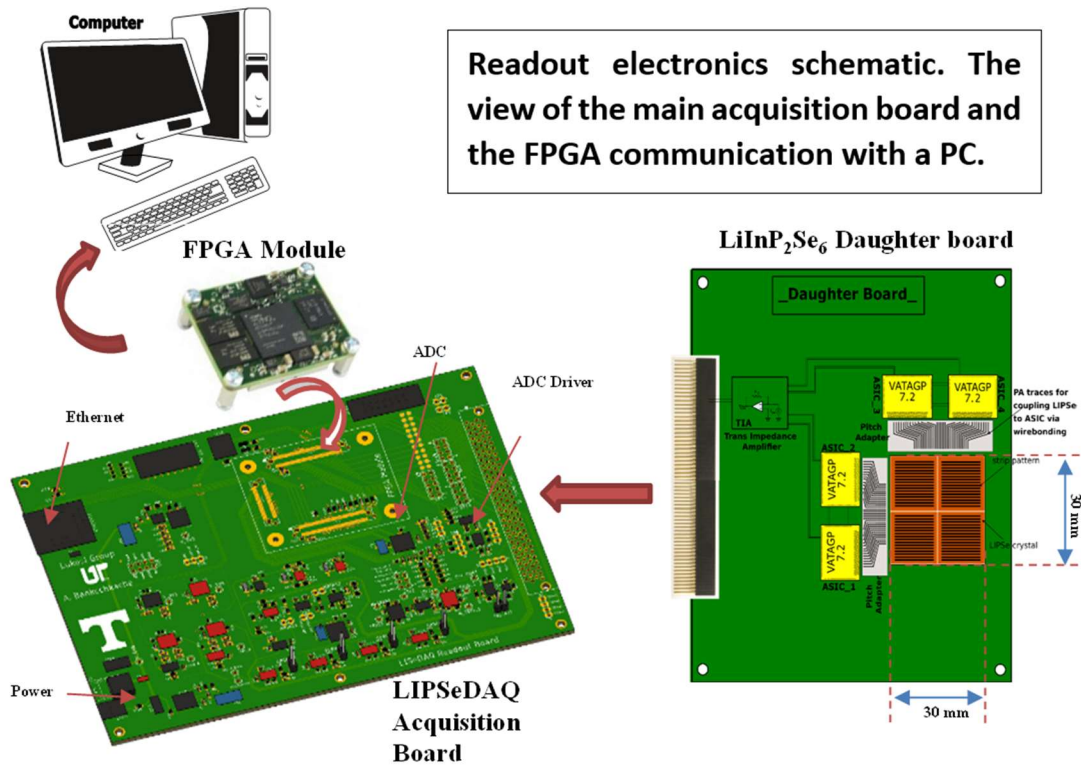 Computer
Readout electronics schematic. The
view of the main acquisition board and
the FPGA communication with a PC.
FPGA Module
LiInP₂Se₆ Daughter board
_Daughter Board_
ADC
ADC Driver
Ethernet
TIA
Trans Impedance
Amplifier
ASIC_3
VATAGP
7.2
VATAGP
7.2
ASIC_4
Pitch
Adapter
PA traces for
coupling LIPSe
to ASIC via
wirebonding
ASIC_2
VATAGP
7.2
strip pattern
30 mm
VATAGP
7.2
LIPSe crystal
ASIC_1
Pitch
Adapter
30 mm
Group
UT
A.
T
LISeDAQ Readout Board
Power
LIPSeDAQ
Acquisition
Board